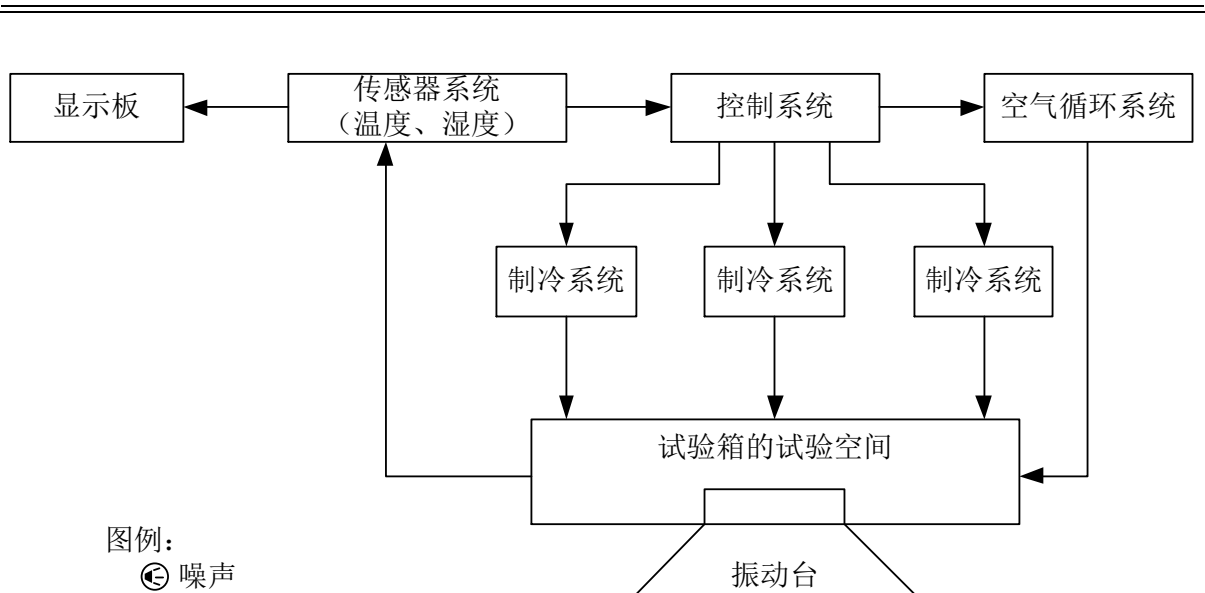 显示板
传感器系统
（温度、湿度）
控制系统
空气循环系统
制冷系统
制冷系统
制冷系统
试验箱的试验空间
图例：
噪声
振动台